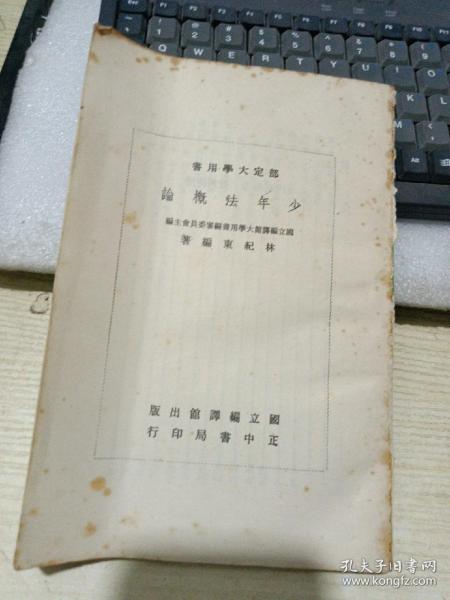 部定大學用書
少年法概論
國立編譯館大學用書編審委員會主編
林紀東編著
國立編譯館出版
正中書局印行
孔夫子旧书网
www.kongfz.com